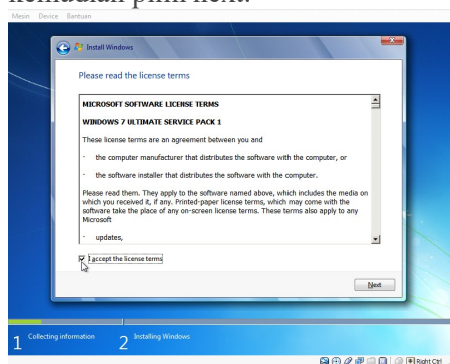 kemudian pilih next.
Mesin Device Bantuan
Install Windows
Please read the license terms
MICROSOFT SOFTWARE LICENSE TERMS
WINDOWS 7 ULTIMATE SERVICE PACK 1
These license terms are an agreement between you and
· the computer manufacturer that distributes the software with the computer, or
· the software installer that distributes the software with the computer.
Please read them. They apply to the software named above, which includes the media on
which you received it, if any. Printed-paper license terms, which may come with the
software take the place of any on-screen license terms. These terms also apply to any
Microsoft
· updates,
I accept the license terms
Next
1 Collecting information 2 Installing Windows
Right Ctrl